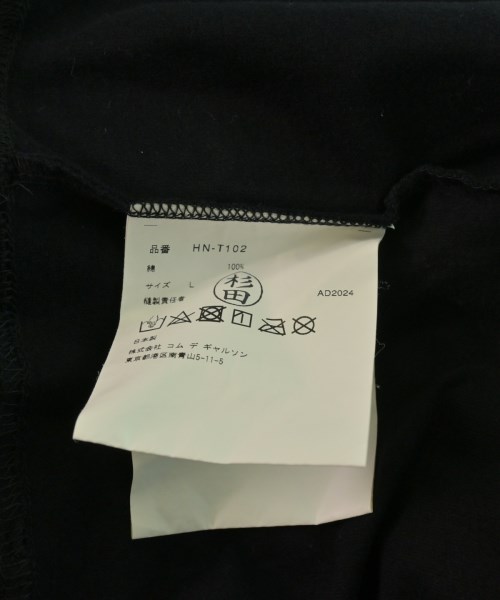 品番 HN-T102
綿 100%
サイズ L
杉田
縫製責任者
AD2024
日本製
株式会社 コム デ ギャルソン
東京都港区南青山5-11-5